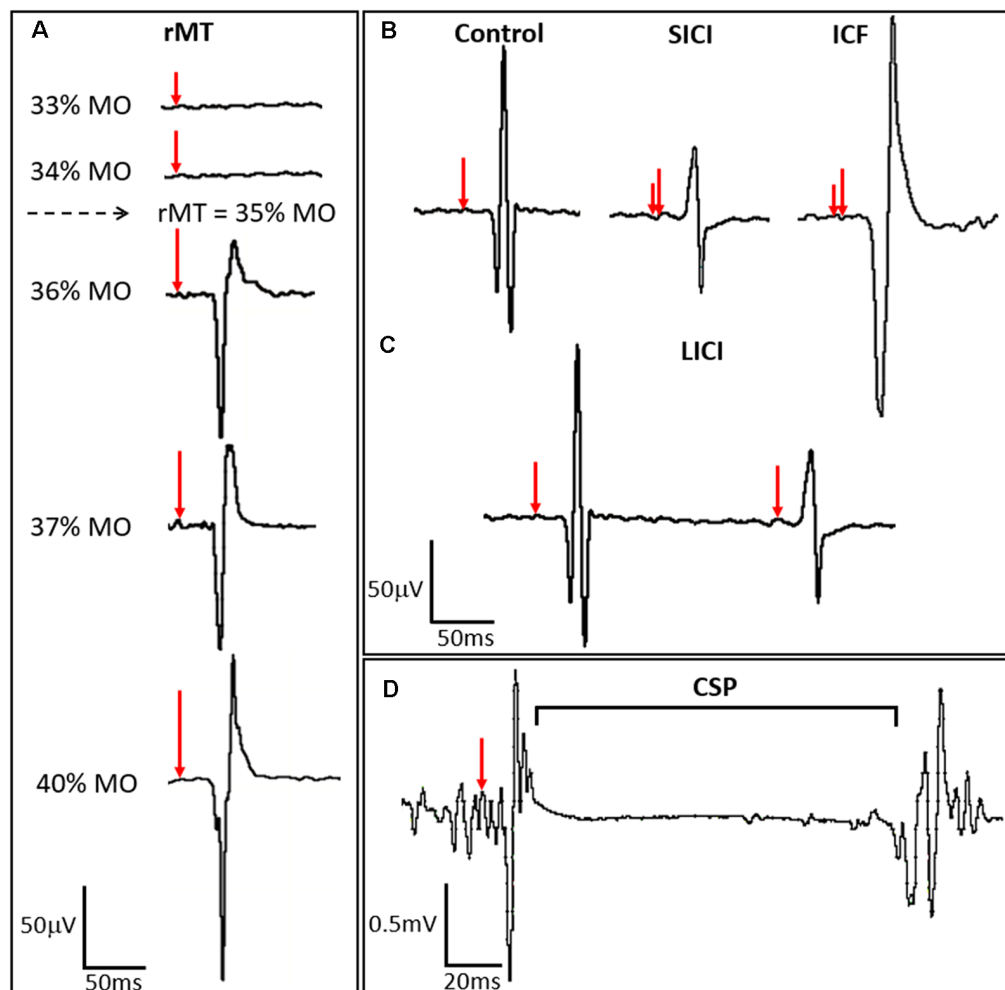 A
rMT
33% MO
34% MO
rMT = 35% MO
36% MO
37% MO
40% MO
50μV
50ms
B
Control
SICI
ICF
C
LICI
50μV
50ms
D
CSP
0.5mV
20ms